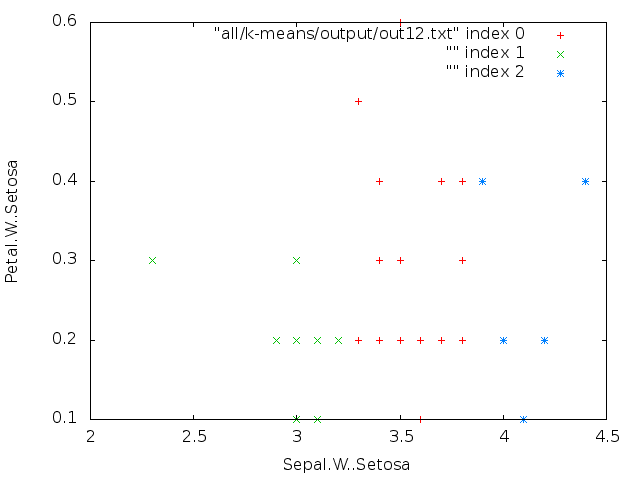 0.6
"all/k-means/output/out12.txt" index 0
"" index 1
"" index 2
0.5
0.4
0.3
0.2
0.1
2
2.5
3
3.5
4
4.5
Petal.W..Setosa
Sepal.W..Setosa